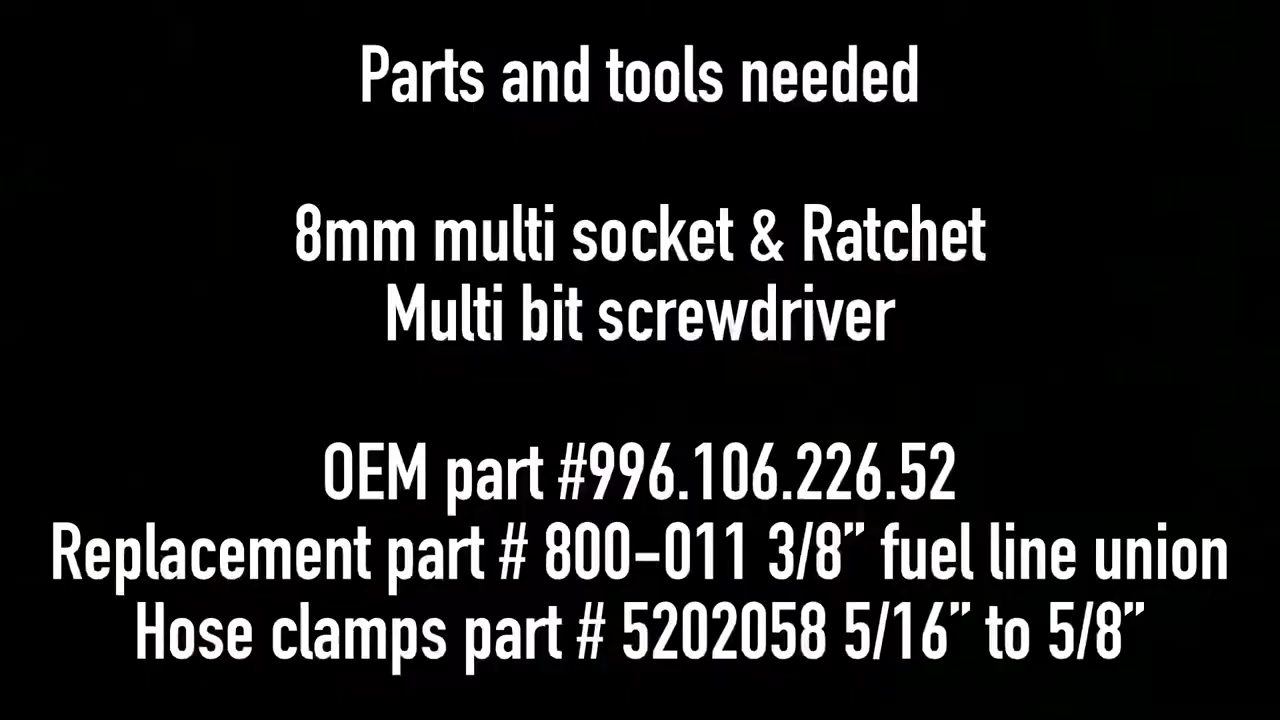 Parts and tools needed
8mm multi socket & Ratchet
Multi bit screwdriver
OEM part #996.106.226.52
Replacement part # 800-011 3/8” fuel line union
Hose clamps part # 5202058 5/16” to 5/8”